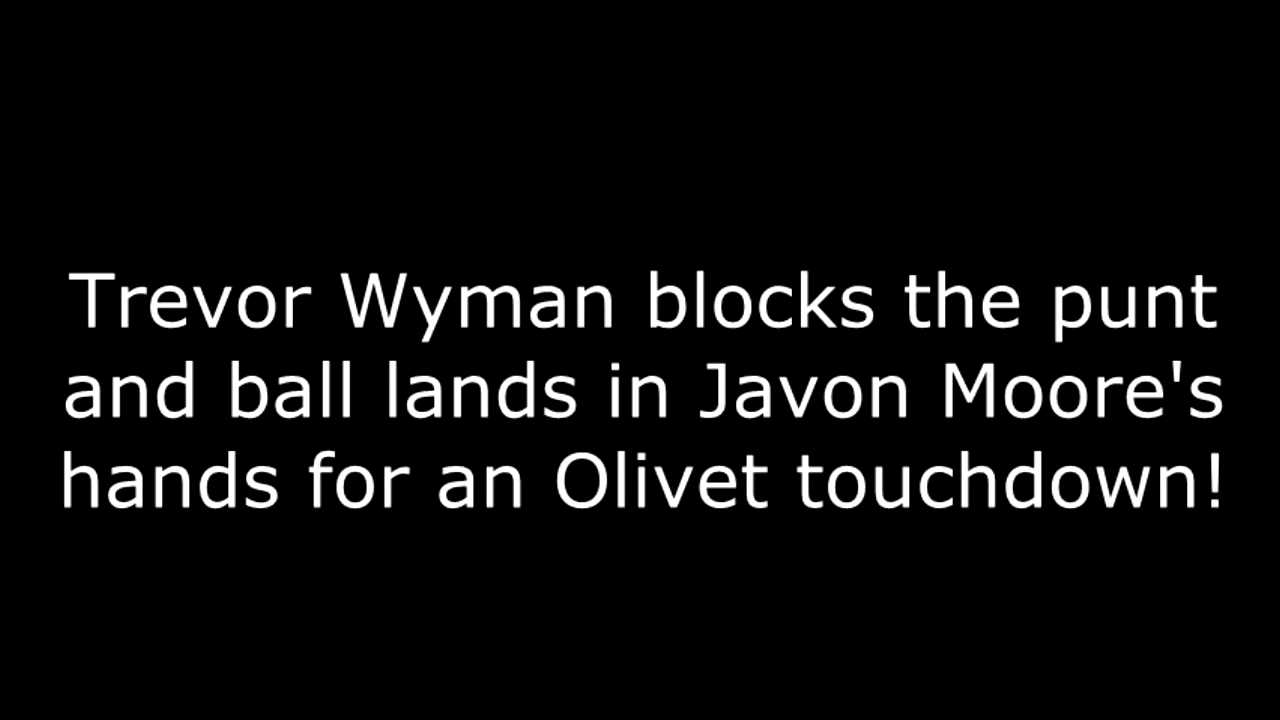 Trevor Wyman blocks the punt
and ball lands in Javon Moore's
hands for an Olivet touchdown!